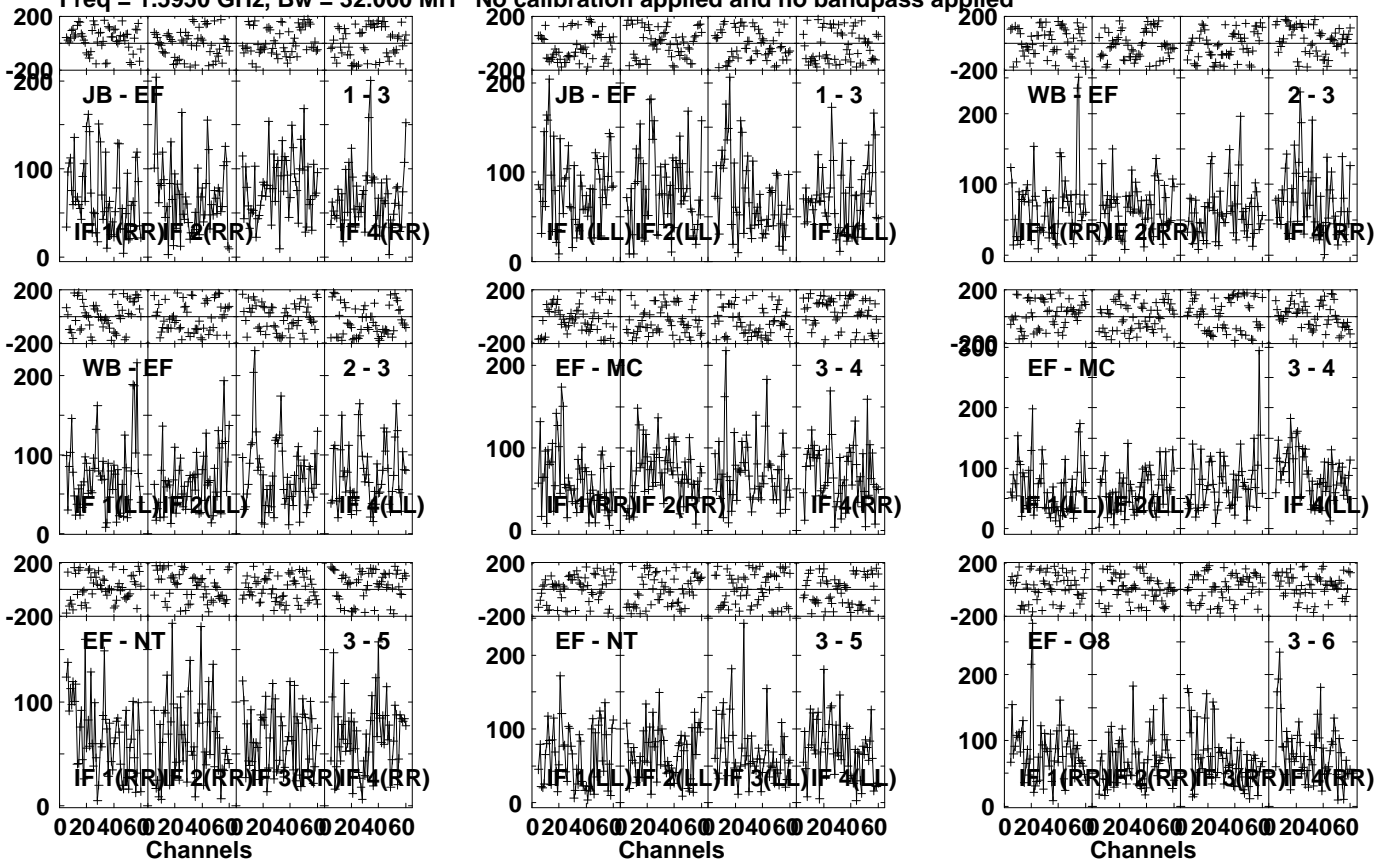 Freq = 1.5950 GHz, Bw = 32.000 MH No calibration applied and no bandpass applied
200
-200
200
100
0
JB - EF
1 - 3
IF 1(RR)
IF 2(RR)
IF 4(RR)
200
-200
200
100
0
JB - EF
1 - 3
IF 1(LL)
IF 2(LL)
IF 4(LL)
200
-200
200
100
0
WB - EF
2 - 3
IF 1(RR)
IF 2(RR)
IF 4(RR)
200
-200
200
100
0
WB - EF
2 - 3
IF 1(LL)
IF 2(LL)
IF 4(LL)
200
-200
200
100
0
EF - MC
3 - 4
IF 1(RR)
IF 2(RR)
IF 4(RR)
200
-200
300
200
100
0
EF - MC
3 - 4
IF 1(LL)
IF 2(LL)
IF 4(LL)
200
-200
100
0
EF - NT
3 - 5
IF 1(RR)
IF 2(RR)
IF 3(RR)
IF 4(RR)
0 20 40 60 0 20 40 60 0 20 40 60 0 20 40 60
Channels
200
-200
200
100
0
EF - NT
3 - 5
IF 1(LL)
IF 2(LL)
IF 3(LL)
IF 4(LL)
0 20 40 60 0 20 40 60 0 20 40 60 0 20 40 60
Channels
200
-200
200
100
0
EF - O8
3 - 6
IF 1(RR)
IF 2(RR)
IF 3(RR)
IF 4(RR)
0 20 40 60 0 20 40 60 0 20 40 60 0 20 40 60
Channels